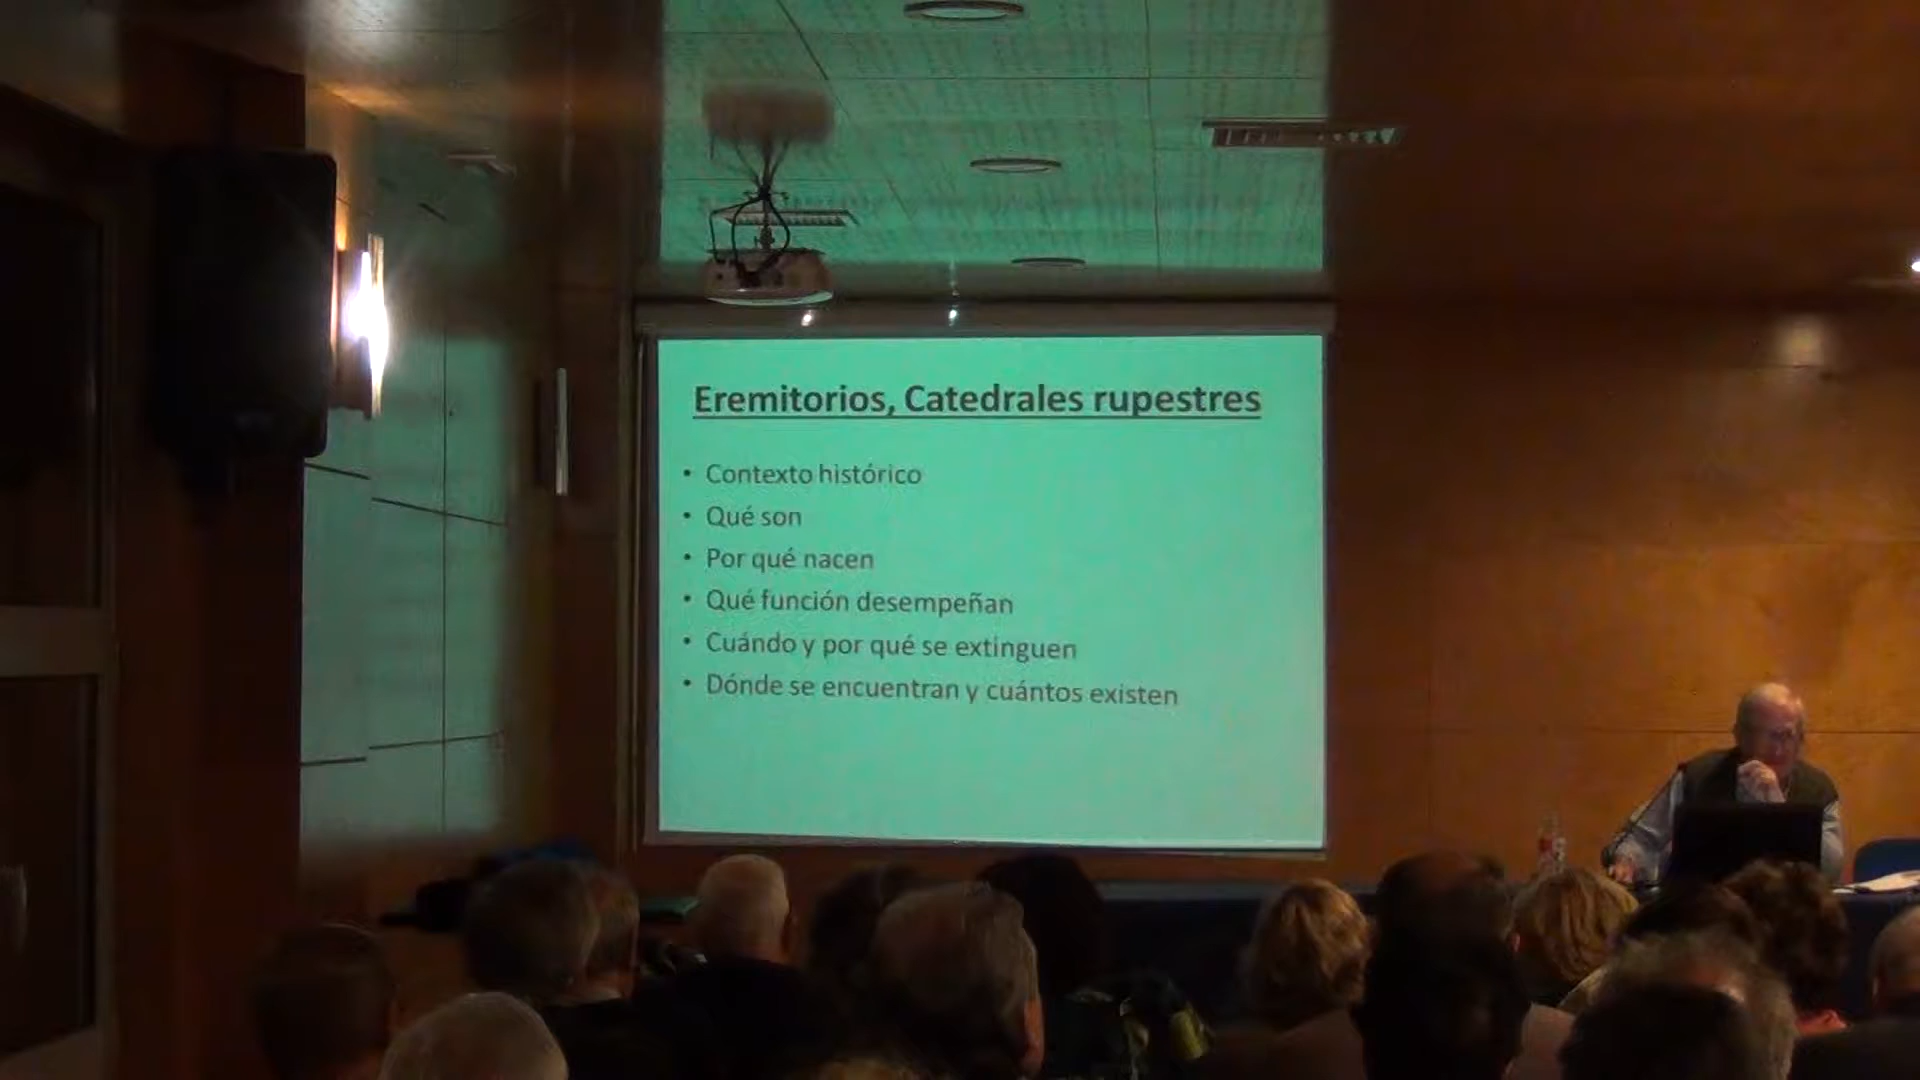 Eremitorios, Catedrales rupestres
• Contexto histórico
• Qué son
• Por qué nacen
• Qué función desempeñan
• Cuándo y por qué se extinguen
• Dónde se encuentran y cuántos existen